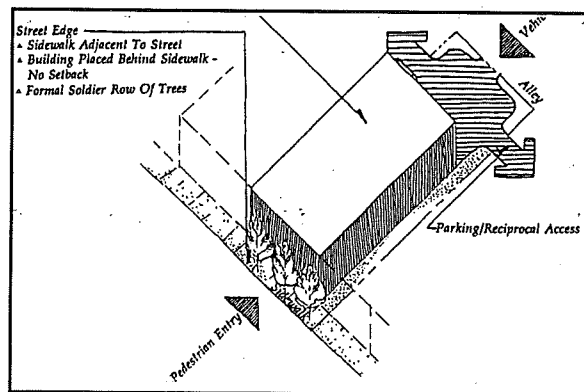 Street Edge
▲ Sidewalk Adjacent To Street
▲ Building Placed Behind Sidewalk -
No Setback
▲ Formal Soldier Row Of Trees
Alley
Parking/Reciprocal Access
Pedestrian Entry